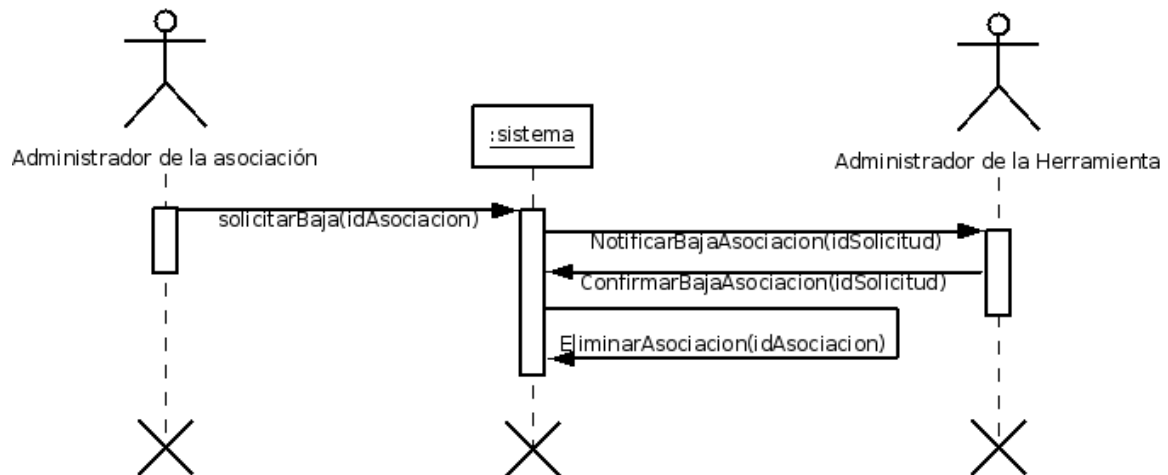 :sistema
Administrador de la asociación
Administrador de la Herramienta
solicitarBaja(idAsociacion)
NotificarBajaAsociacion(idSolicitud)
ConfirmarBajaAsociacion(idSolicitud)
EliminarAsociacion(idAsociacion)